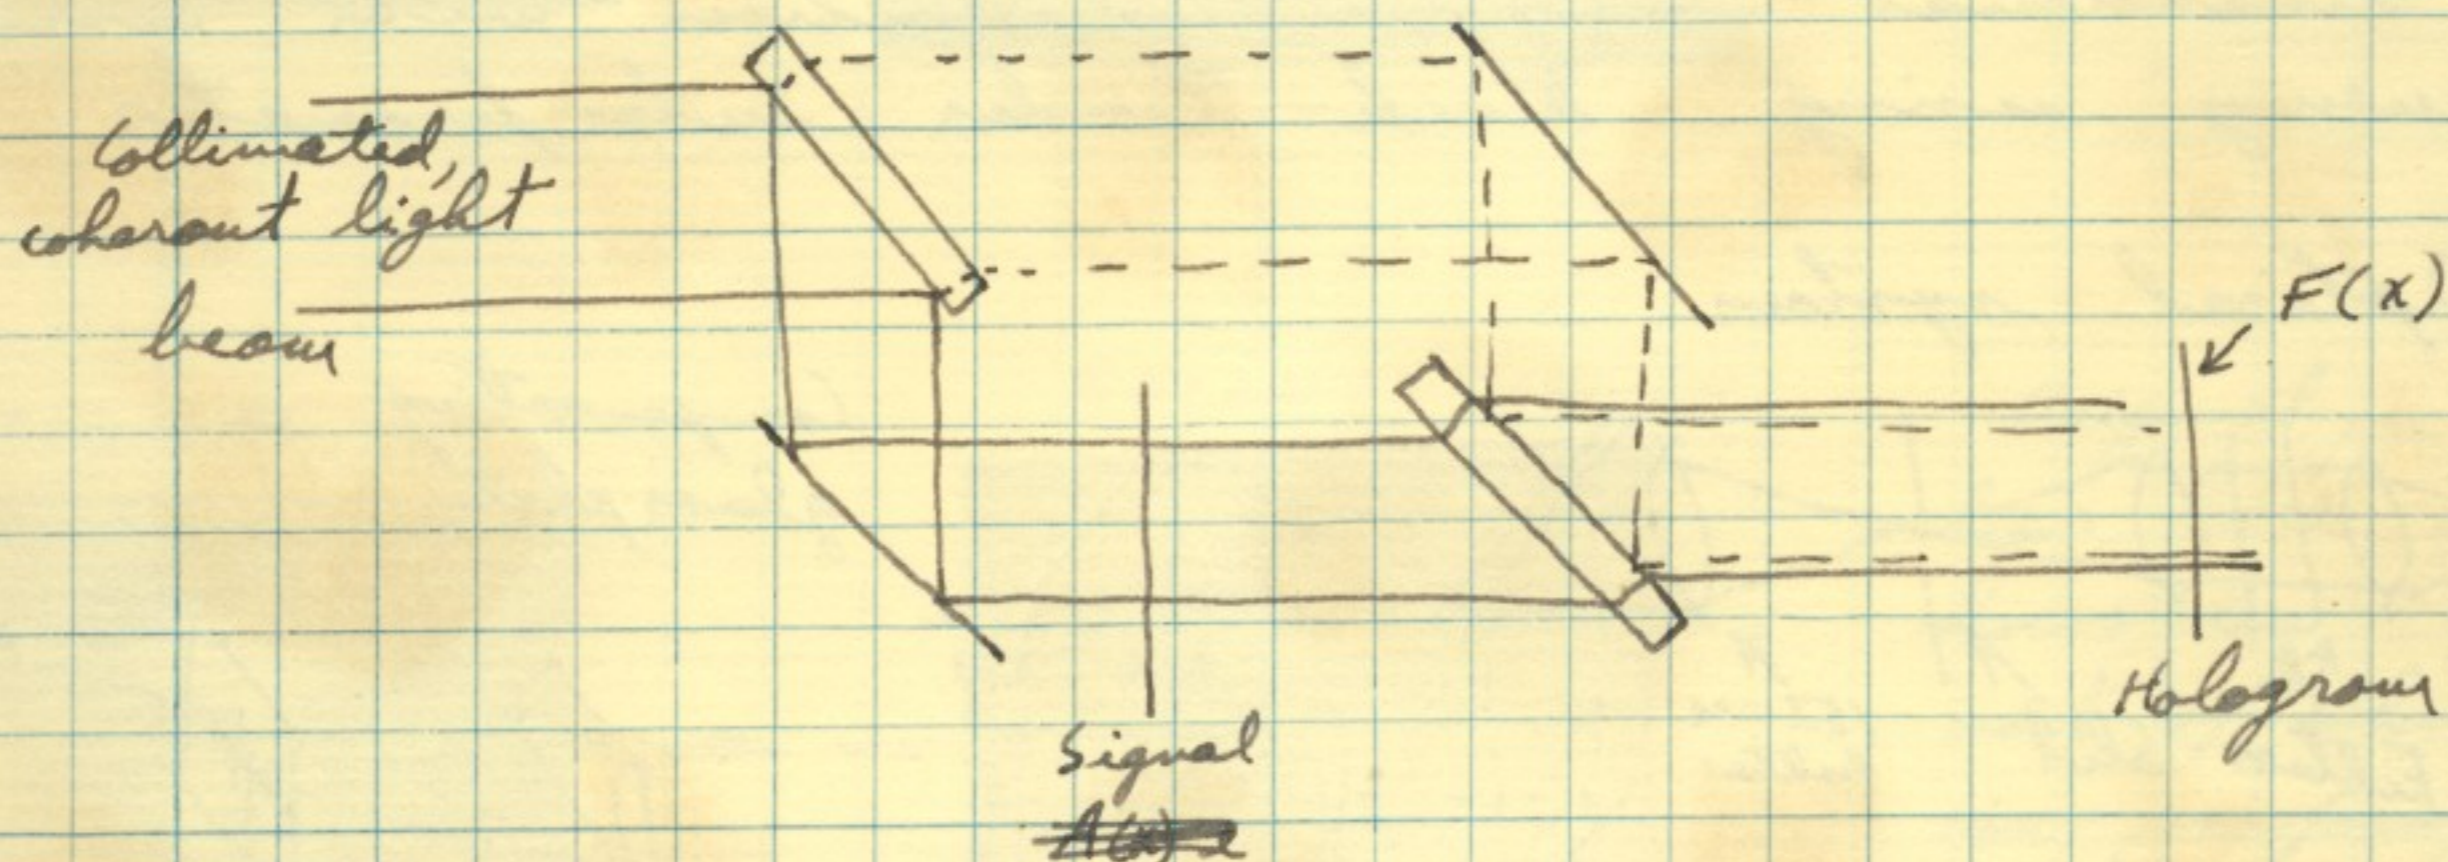 Collimated,
coherent light
beam
F(x)
Hologram
Signal